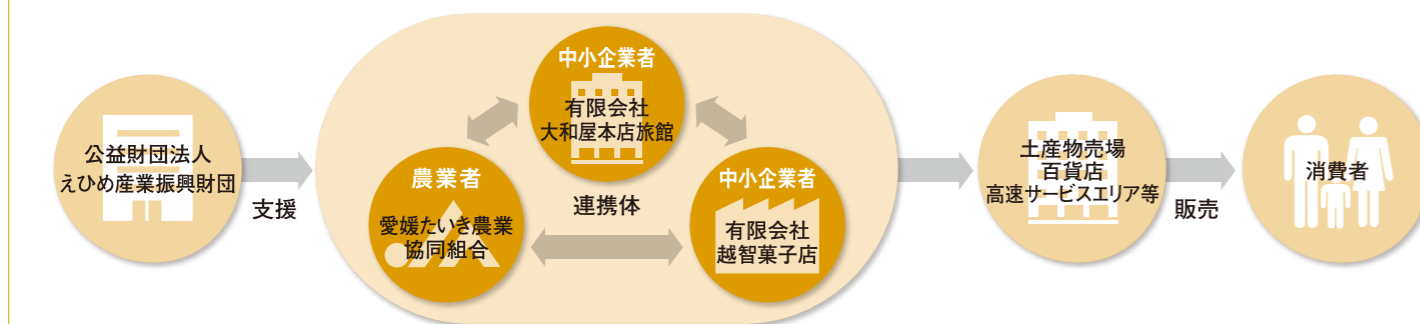 公益財団法人
えひめ産業振興財団
支援
中小企業者
有限会社
大和屋本店旅館
農業者
愛媛たいき農業
協同組合
連携体
中小企業者
有限会社
越智菓子店
土産物売場
百貨店
高速サービスエリア等
販売
消費者